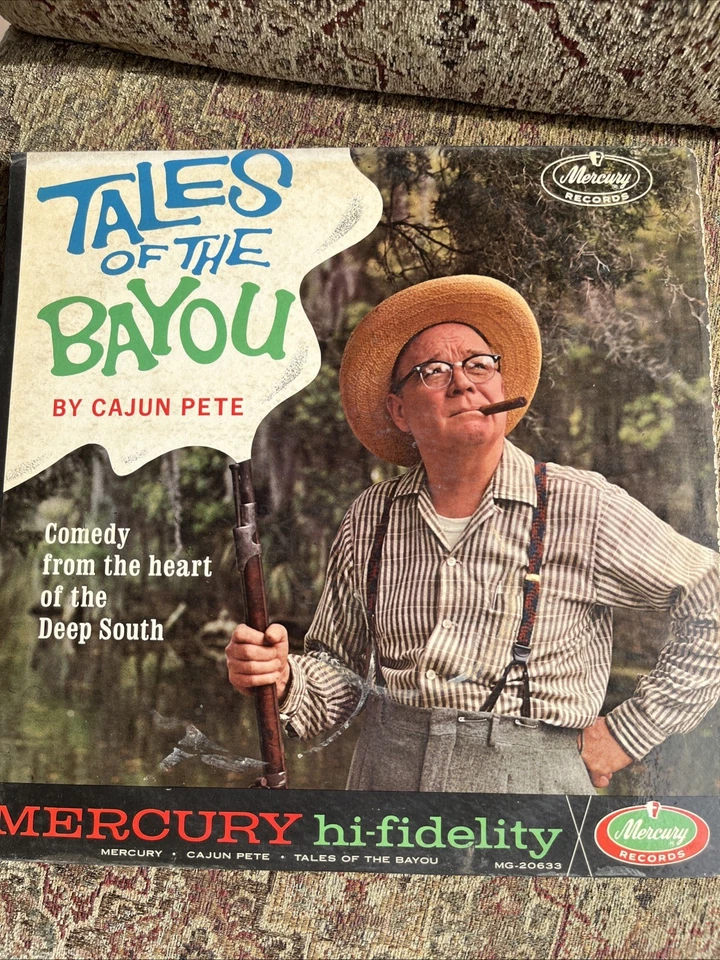 TALES
OF THE
BAYOU
BY CAJUN PETE
Mercury
RECORDS
Comedy
from the heart
of the
Deep South
MERCURY hi-fidelity
MERCURY • CAJUN PETE • TALES OF THE BAYOU
MG-20633
Mercury
RECORDS